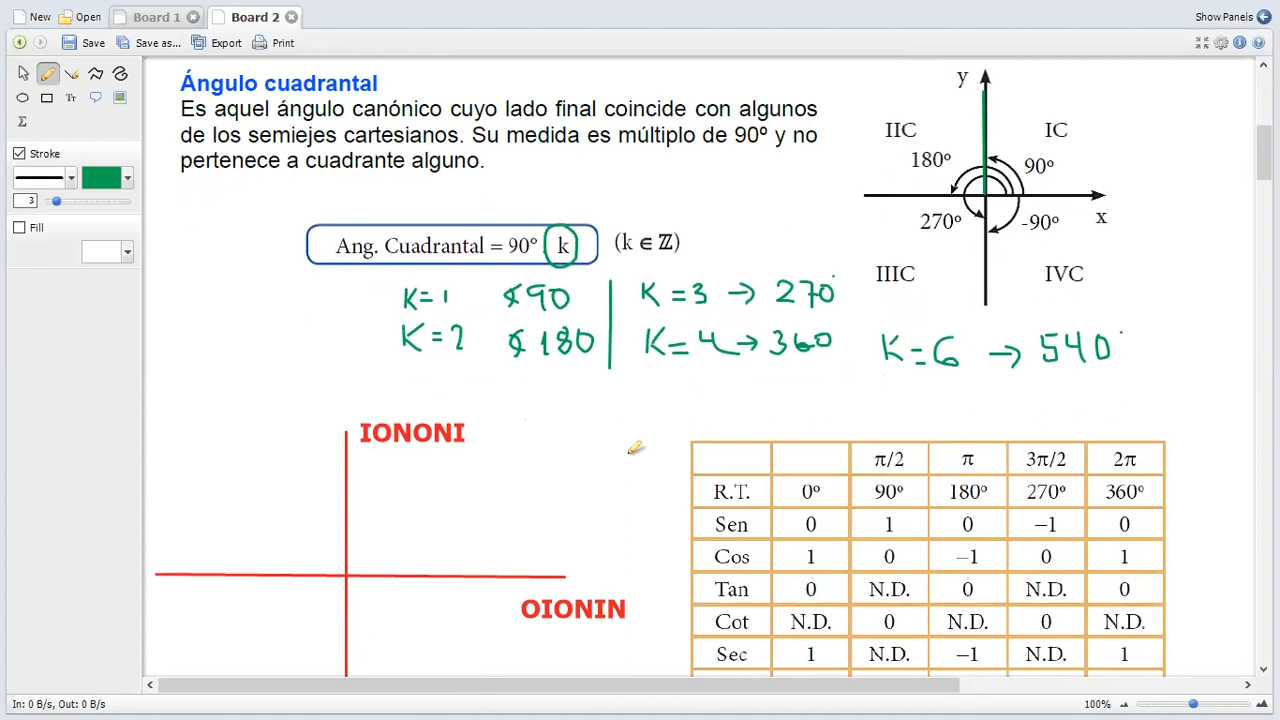 New Open Board 1 Board 2 Show Panels
Save Save as... Export Print
Stroke
3
Fill
Tr
Σ
Ángulo cuadrantal
Es aquel ángulo canónico cuyo lado final coincide con algunos
de los semiejes cartesianos. Su medida es múltiplo de 90º y no
pertenece a cuadrante alguno.
y
IIC IC
180º 90º
270º -90º
x
IIIC IVC
Ang. Cuadrantal = 90° k (k ∈ ℤ)
K=1 ∢90 K=3 → 270°
K=2 ∢180 K=4 → 360 K=6 → 540°
IONONI
OIONIN
π/2 π 3π/2 2π
R.T. 0º 90º 180º 270º 360º
Sen 0 1 0 −1 0
Cos 1 0 −1 0 1
Tan 0 N.D. 0 N.D. 0
Cot N.D. 0 N.D. 0 N.D.
Sec 1 N.D. −1 N.D. 1
In: 0 B/s, Out: 0 B/s 100%